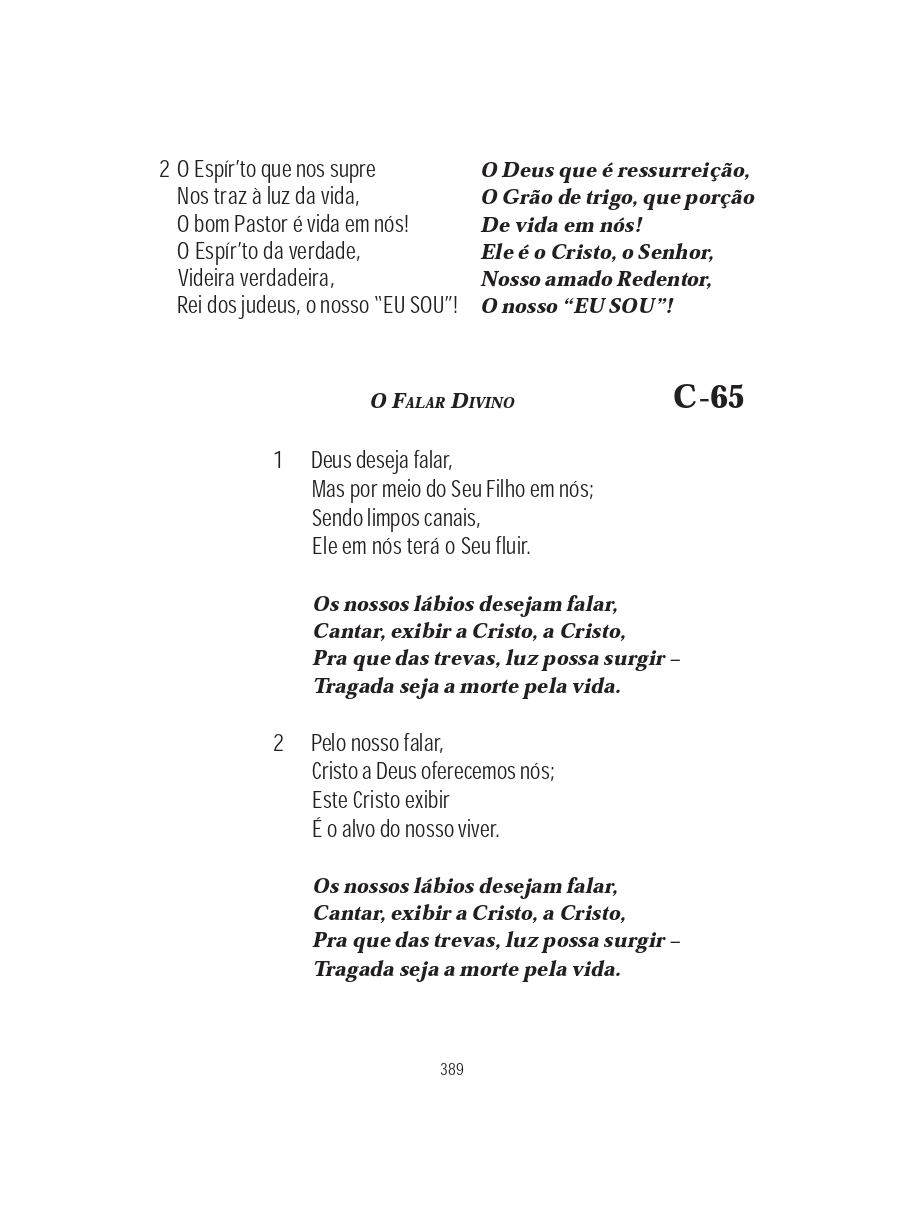 2 O Espír’to que nos supre
Nos traz à luz da vida,
O bom Pastor é vida em nós!
O Espír’to da verdade,
Videira verdadeira,
Rei dos judeus, o nosso “EU SOU”!
O Deus que é ressurreição,
O Grão de trigo, que porção
De vida em nós!
Ele é o Cristo, o Senhor,
Nosso amado Redentor,
O nosso “EU SOU”!
O Falar Divino
C-65
1 Deus deseja falar,
Mas por meio do Seu Filho em nós;
Sendo limpos canais,
Ele em nós terá o Seu fluir.
Os nossos lábios desejam falar,
Cantar, exibir a Cristo, a Cristo,
Pra que das trevas, luz possa surgir –
Tragada seja a morte pela vida.
2 Pelo nosso falar,
Cristo a Deus oferecemos nós;
Este Cristo exibir
É o alvo do nosso viver.
Os nossos lábios desejam falar,
Cantar, exibir a Cristo, a Cristo,
Pra que das trevas, luz possa surgir –
Tragada seja a morte pela vida.
389